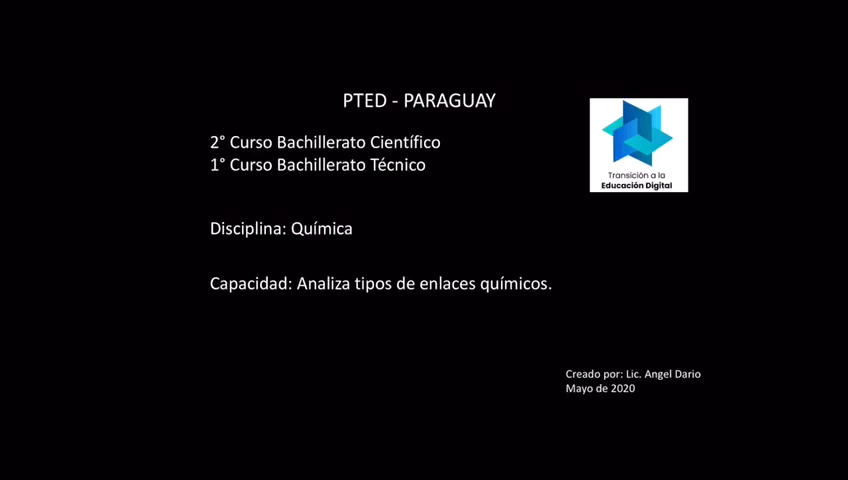 PTED - PARAGUAY
2° Curso Bachillerato Científico
1° Curso Bachillerato Técnico
Transición a la
Educación Digital
Disciplina: Química
Capacidad: Analiza tipos de enlaces químicos.
Creado por: Lic. Angel Dario
Mayo de 2020